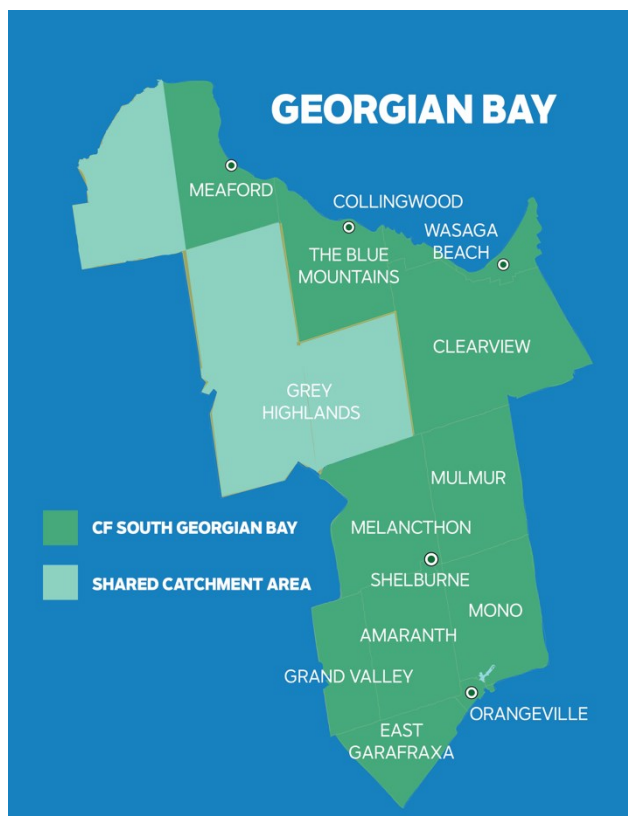 GEORGIAN BAY
MEAFORD
COLLINGWOOD
WASAGA
BEACH
THE BLUE
MOUNTAINS
CLEARVIEW
GREY
HIGHLANDS
MULMUR
CF SOUTH GEORGIAN BAY
MELANCTHON
SHARED CATCHMENT AREA
SHELBURNE
MONO
AMARANTH
GRAND VALLEY
ORANGEVILLE
EAST
GARAFRAXA